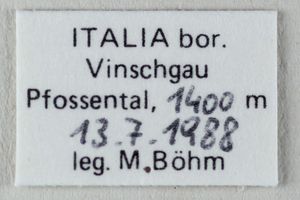 ITALIA bor.
Vinschgau
Pfossental, 1400 m
13.7.1988
leg. M.Böhm